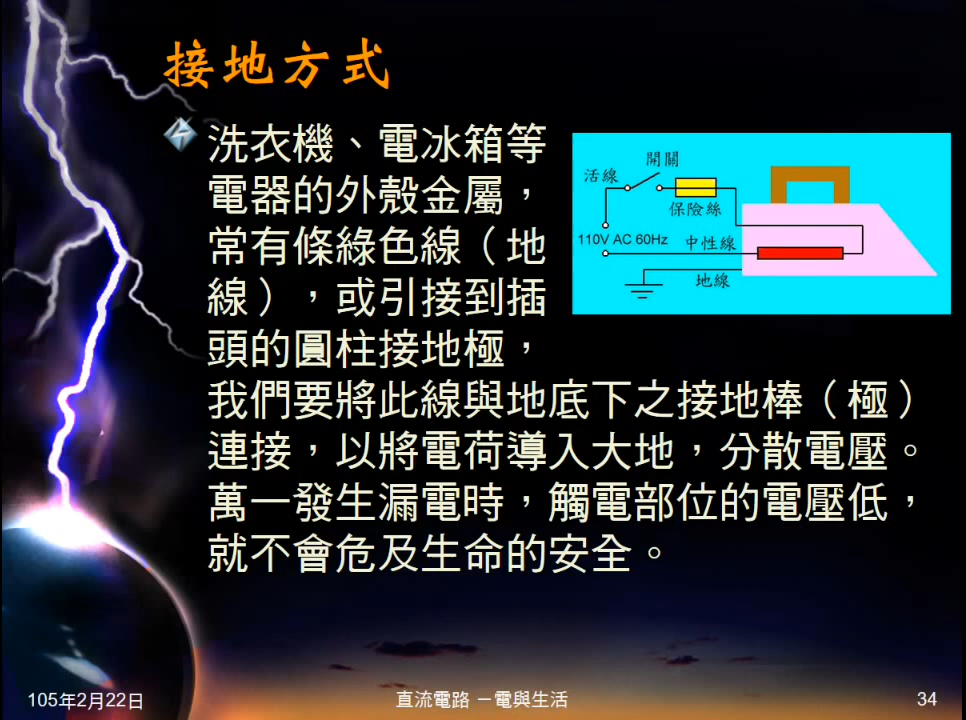 接地方式
洗衣機、電冰箱等
電器的外殼金屬，
常有條綠色線（地
線），或引接到插
頭的圓柱接地極，
我們要將此線與地底下之接地棒（極）
連接，以將電荷導入大地，分散電壓。
萬一發生漏電時，觸電部位的電壓低，
就不會危及生命的安全。
開關
活線
保險絲
110V AC 60Hz
中性線
地線
105年2月22日
直流電路 －電與生活
34